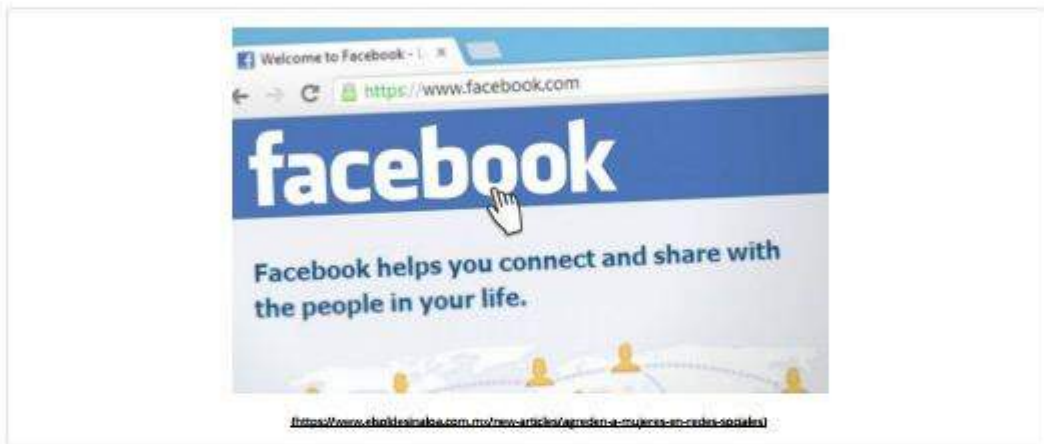 Welcome to Facebook - L
https://www.facebook.com
facebook
Facebook helps you connect and share with
the people in your life.
(https://www.elsoldesinaloa.com.mx/new-articles/agreden-a-mujeres-en-redes-sociales)